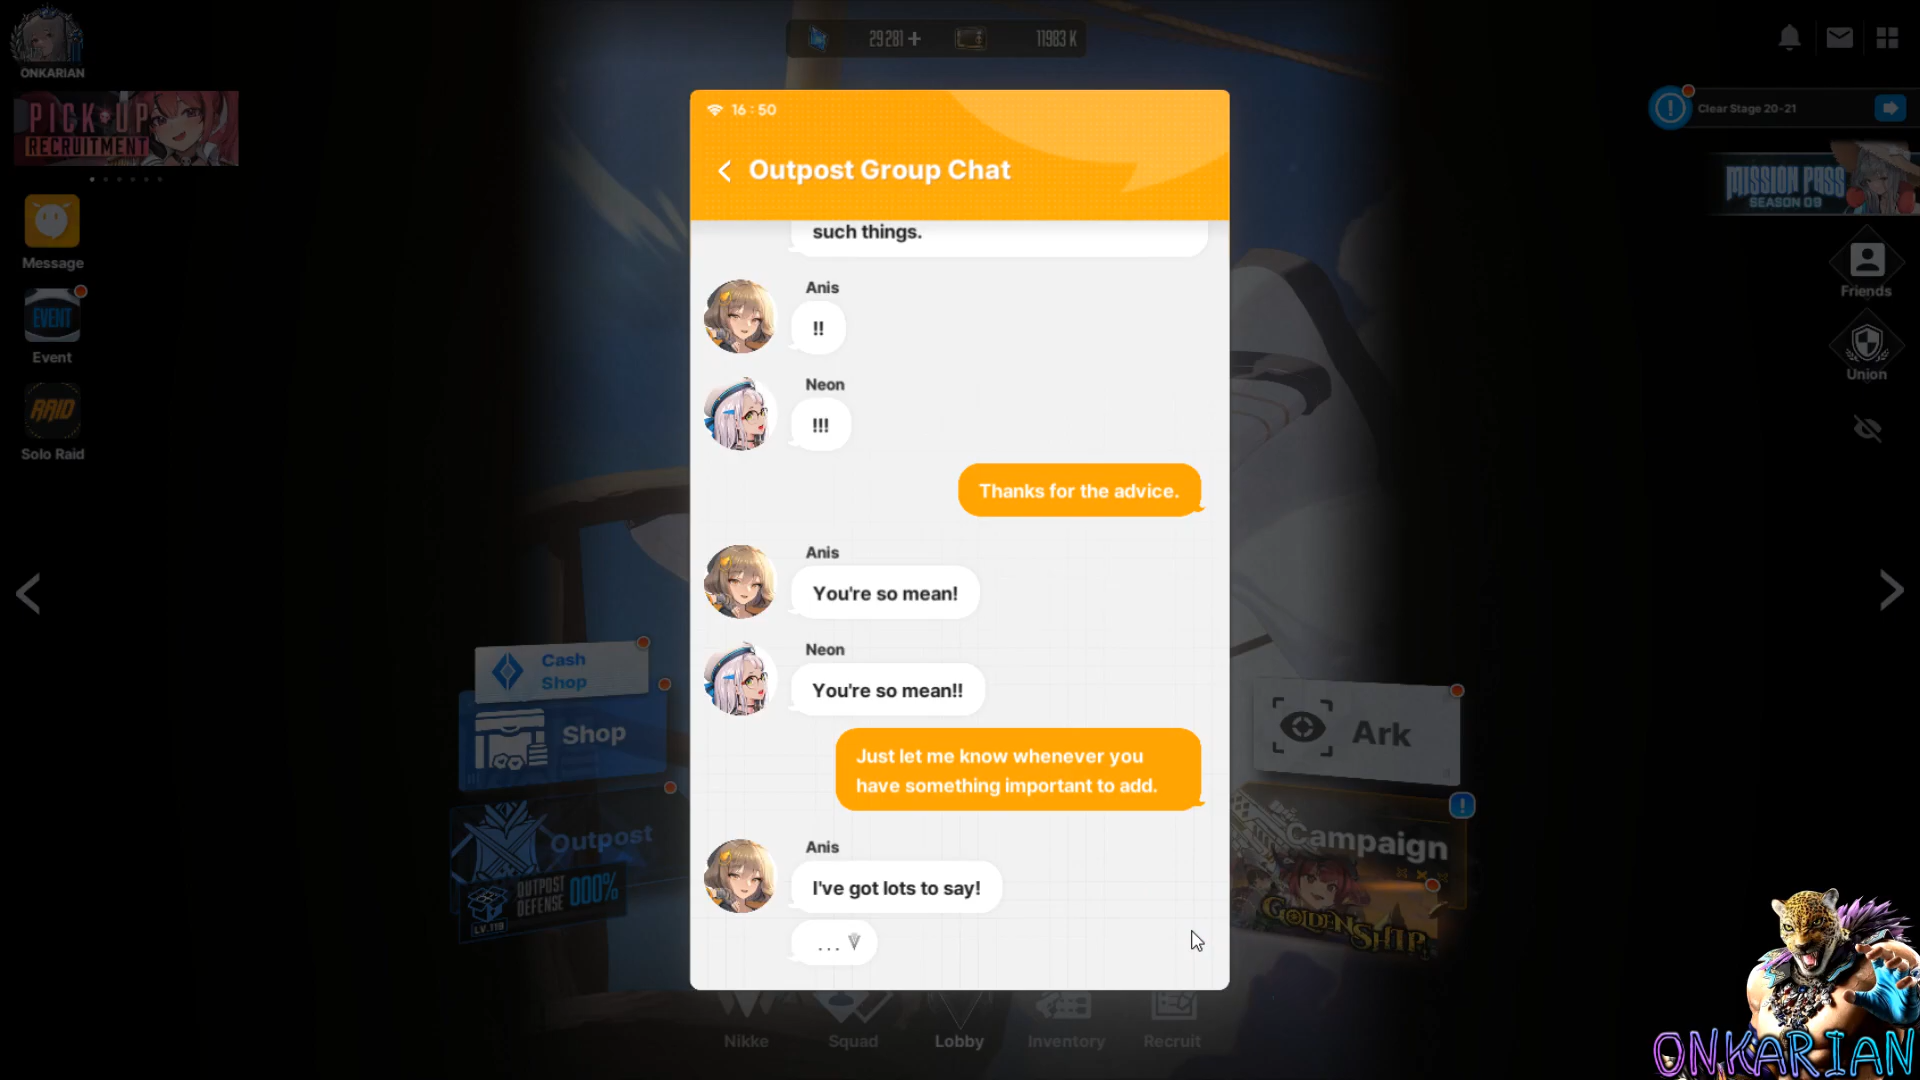 29281
11983 K
ONKARIAN
PICK-UP
RECRUITMENT
Clear Stage 20-21
MISSION PASS
SEASON 09
Message
EVENT
Event
RAID
Solo Raid
Friends
Union
16:50
Outpost Group Chat
such things.
Anis
!!
Neon
!!!
Thanks for the advice.
Anis
You're so mean!
Neon
You're so mean!!
Just let me know whenever you
have something important to add.
Anis
I've got lots to say!
...
Cash
Shop
Shop
Outpost
OUTPOST
DEFENSE
000%
LV.119
Ark
Campaign
GOLDEN SHIP
Nikke
Squad
Lobby
Inventory
Recruit
ONKARIAN